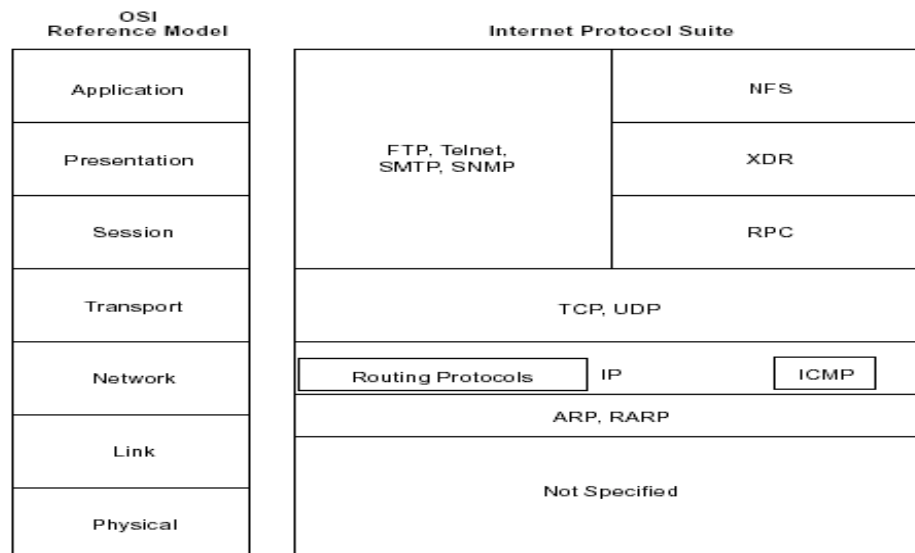 OSI
Reference Model
Application
Presentation
Session
Transport
Network
Link
Physical
Internet Protocol Suite
FTP, Telnet,
SMTP, SNMP
NFS
XDR
RPC
TCP, UDP
Routing Protocols
IP
ICMP
ARP, RARP
Not Specified